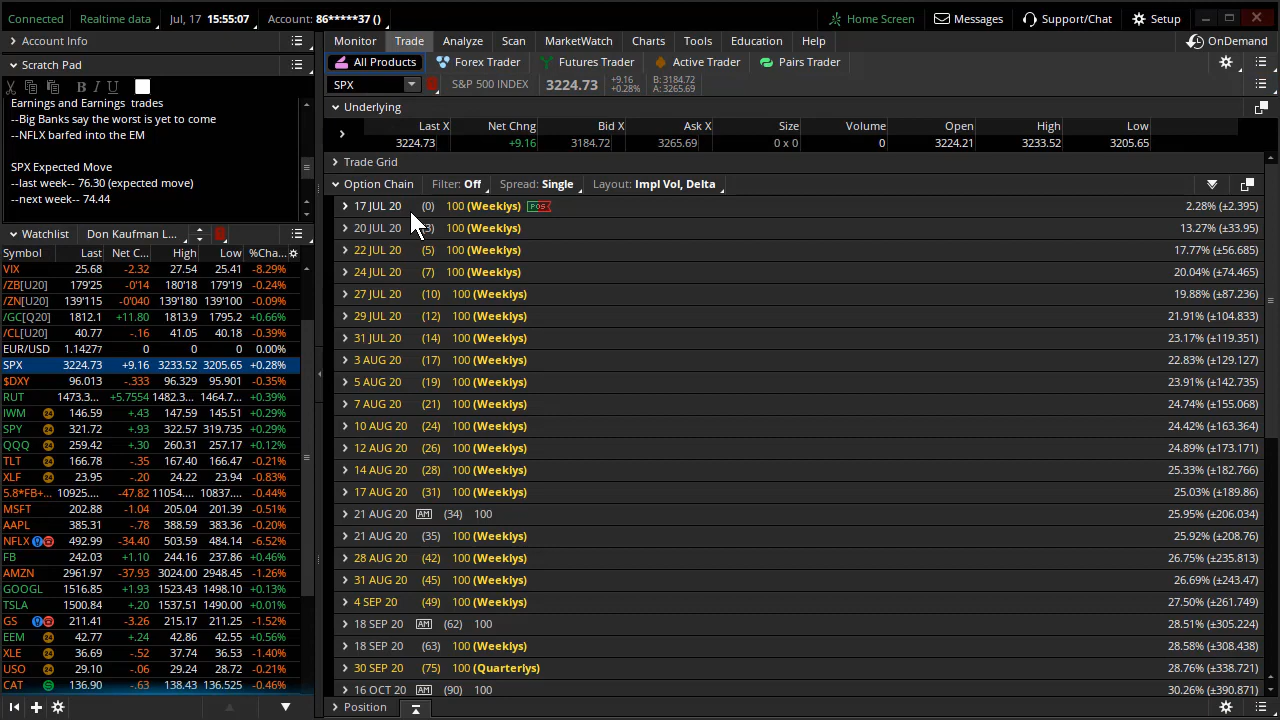 Connected Realtime data Jul, 17 15:55:07 Account: 86*****37 () Home Screen Messages Support/Chat Setup
Account Info
Monitor Trade Analyze Scan MarketWatch Charts Tools Education Help OnDemand
Scratch Pad
All Products Forex Trader Futures Trader Active Trader Pairs Trader
B I U
SPX S&P 500 INDEX 3224.73 +9.16 +0.28% B: 3184.72 A: 3265.69
Earnings and Earnings trades
--Big Banks say the worst is yet to come
--NFLX barfed into the EM
SPX Expected Move
--last week-- 76.30 (expected move)
--next week-- 74.44
Underlying
Last X Net Chng Bid X Ask X Size Volume Open High Low
3224.73 +9.16 3184.72 3265.69 0 x 0 0 3224.21 3233.52 3205.65
Trade Grid
Option Chain Filter: Off Spread: Single Layout: Impl Vol, Delta
17 JUL 20 (0) 100 (Weeklys) POS 2.28% (±2.395)
20 JUL 20 100 (Weeklys) 13.27% (±33.95)
22 JUL 20 (5) 100 (Weeklys) 17.77% (±56.685)
24 JUL 20 (7) 100 (Weeklys) 20.04% (±74.465)
27 JUL 20 (10) 100 (Weeklys) 19.88% (±87.236)
29 JUL 20 (12) 100 (Weeklys) 21.91% (±104.833)
31 JUL 20 (14) 100 (Weeklys) 23.17% (±119.351)
3 AUG 20 (17) 100 (Weeklys) 22.83% (±129.127)
5 AUG 20 (19) 100 (Weeklys) 23.91% (±142.735)
7 AUG 20 (21) 100 (Weeklys) 24.74% (±155.068)
10 AUG 20 (24) 100 (Weeklys) 24.42% (±163.364)
12 AUG 20 (26) 100 (Weeklys) 24.89% (±173.171)
14 AUG 20 (28) 100 (Weeklys) 25.33% (±182.766)
17 AUG 20 (31) 100 (Weeklys) 25.03% (±189.86)
21 AUG 20 AM (34) 100 25.95% (±206.034)
21 AUG 20 (35) 100 (Weeklys) 25.92% (±208.76)
28 AUG 20 (42) 100 (Weeklys) 26.75% (±235.813)
31 AUG 20 (45) 100 (Weeklys) 26.69% (±243.47)
4 SEP 20 (49) 100 (Weeklys) 27.50% (±261.749)
18 SEP 20 AM (62) 100 28.51% (±305.224)
18 SEP 20 (63) 100 (Weeklys) 28.58% (±308.438)
30 SEP 20 (75) 100 (Quarterlys) 28.76% (±338.721)
16 OCT 20 AM (90) 100 30.26% (±390.871)
Position
Watchlist Don Kaufman L...
Symbol Last Net C... High Low %Cha...
VIX 25.68 -2.32 27.54 25.41 -8.29%
/ZB[U20] 179'25 -0'14 180'18 179'19 -0.24%
/ZN[U20] 139'115 -0'040 139'180 139'100 -0.09%
/GC[Q20] 1812.1 +11.80 1813.9 1795.2 +0.66%
/CL[U20] 40.77 -.16 41.05 40.18 -0.39%
EUR/USD 1.14277 0 0 0 0.00%
SPX 3224.73 +9.16 3233.52 3205.65 +0.28%
$DXY 96.013 -.333 96.329 95.901 -0.35%
RUT 1473.3... +5.7554 1482.3... 1464.7... +0.39%
IWM 24 146.59 +.43 147.59 145.51 +0.29%
SPY 24 321.72 +.93 322.57 319.735 +0.29%
QQQ 24 259.42 +.30 260.31 257.17 +0.12%
TLT 24 166.78 -.35 167.40 166.47 -0.21%
XLF 24 23.95 -.20 24.22 23.94 -0.83%
5.8*FB+... 10925.... -47.82 11054.... 10837.... -0.44%
MSFT 202.88 -1.04 205.04 201.39 -0.51%
AAPL 385.31 -.78 388.59 383.36 -0.20%
NFLX 492.99 -34.40 503.59 484.14 -6.52%
FB 242.03 +1.10 244.16 237.86 +0.46%
AMZN 2961.97 -37.93 3024.00 2948.45 -1.26%
GOOGL 1516.85 +1.93 1523.43 1498.10 +0.13%
TSLA 1500.84 +.20 1537.51 1490.00 +0.01%
GS 211.41 -3.26 215.17 211.25 -1.52%
EEM 42.77 +.24 42.86 42.55 +0.56%
XLE 36.69 -.52 37.74 36.53 -1.40%
USO 29.10 -.06 29.24 28.72 -0.21%
CAT 136.90 -.63 138.43 136.525 -0.46%